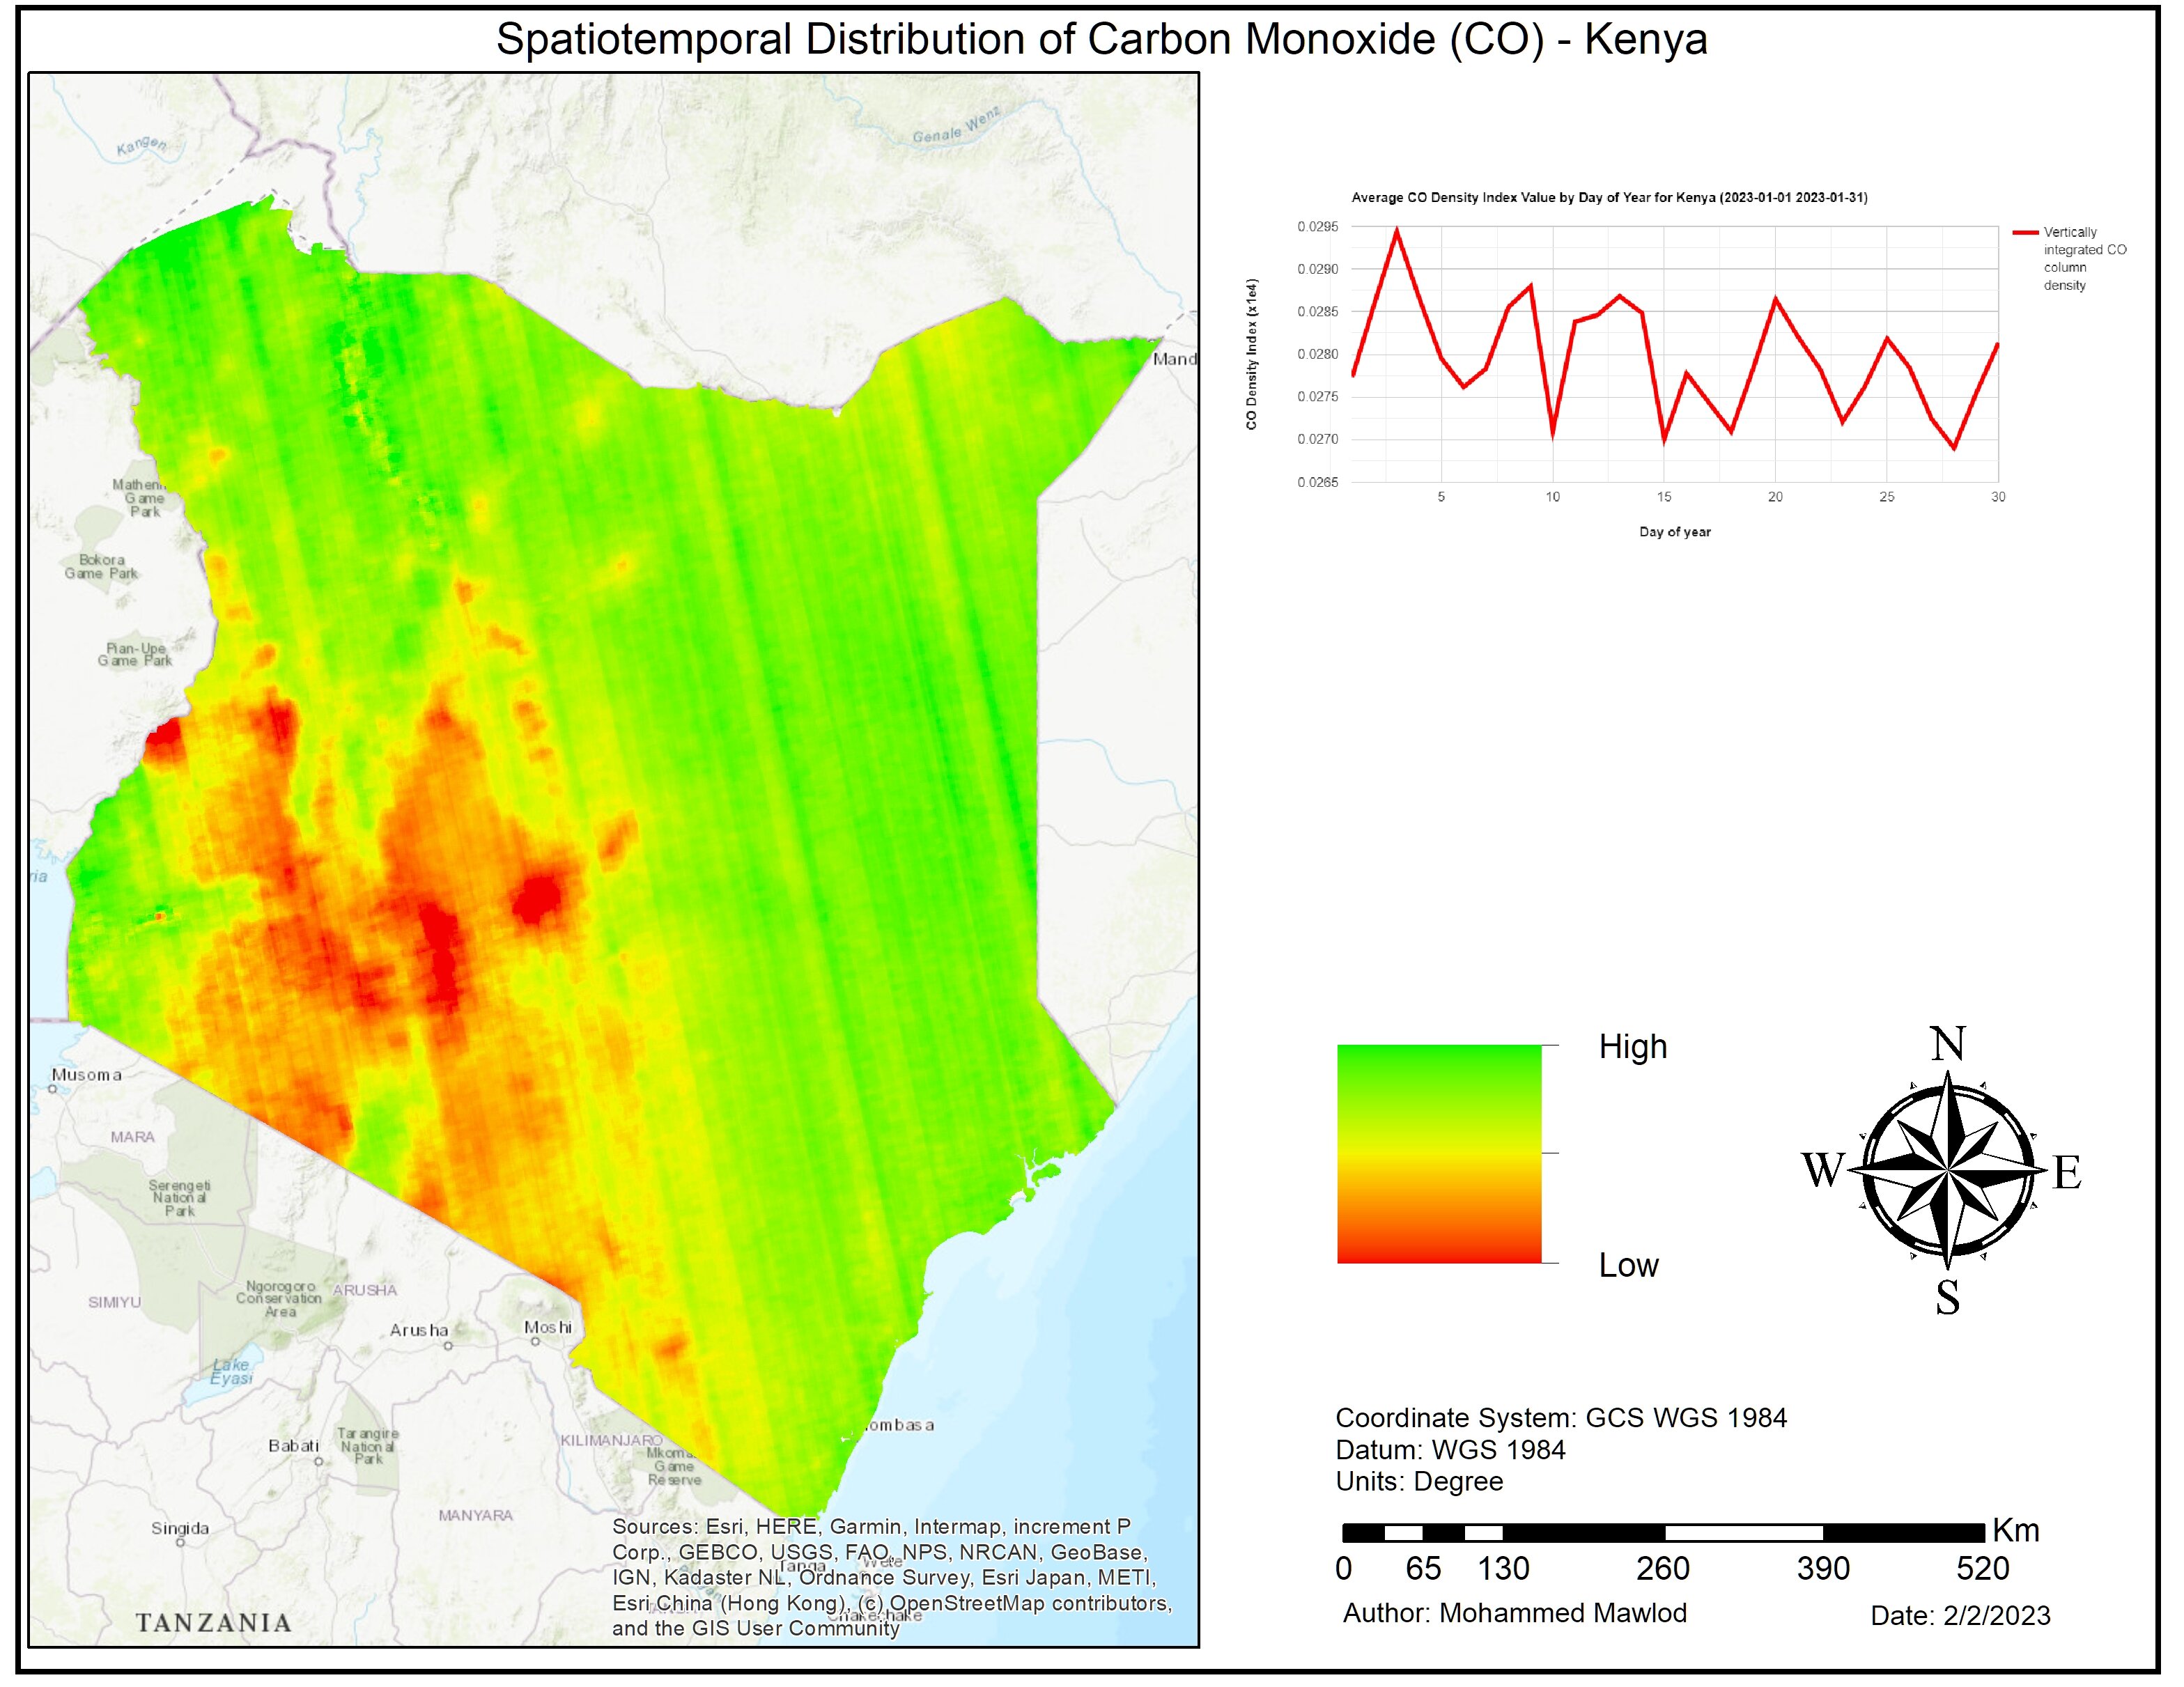 Spatiotemporal Distribution of Carbon Monoxide (CO) - Kenya
Kangen
Genale Wenz
Mand
Mathen
Game
Park
Bokora
Game Park
Pian-Upe
Game Park
ria
Musoma
MARA
Serengeti
National
Park
Ngorogoro
Conservation
Area
ARUSHA
SIMIYU
Arusha
Moshi
Lake
Eyasi
ombasa
Babati
Tarangire
National
Park
KILIMANJARO
Mkoma
Game
Reserve
MANYARA
Singida
Tanga
Wete
Chakechake
TANZANIA
Sources: Esri, HERE, Garmin, Intermap, increment P
Corp., GEBCO, USGS, FAO, NPS, NRCAN, GeoBase,
IGN, Kadaster NL, Ordnance Survey, Esri Japan, METI,
Esri China (Hong Kong), (c) OpenStreetMap contributors,
and the GIS User Community
Average CO Density Index Value by Day of Year for Kenya (2023-01-01 2023-01-31)
CO Density Index (x1e4)
0.0295
0.0290
0.0285
0.0280
0.0275
0.0270
0.0265
5 10 15 20 25 30
Day of year
Vertically
integrated CO
column
density
High
Low
N
W E
S
Coordinate System: GCS WGS 1984
Datum: WGS 1984
Units: Degree
Km
0 65 130 260 390 520
Author: Mohammed Mawlod
Date: 2/2/2023